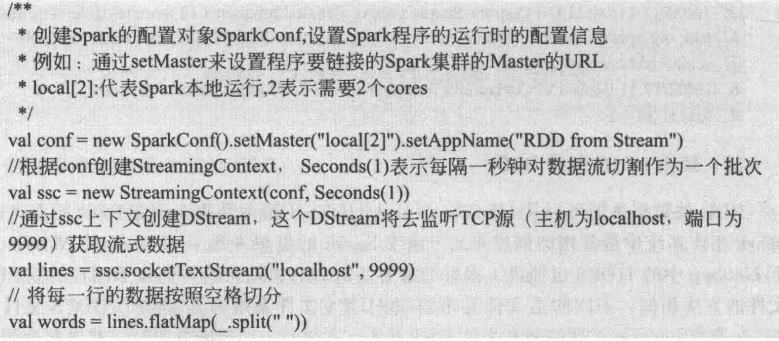 /**
* 创建Spark的配置对象SparkConf,设置Spark程序的运行时的配置信息
* 例如：通过setMaster来设置程序要链接的Spark集群的Master的URL
* local[2]:代表Spark本地运行,2表示需要2个cores
*/
val conf = new SparkConf().setMaster("local[2]").setAppName("RDD from Stream")
//根据conf创建StreamingContext， Seconds(1)表示每隔一秒钟对数据流切割作为一个批次
val ssc = new StreamingContext(conf, Seconds(1))
//通过ssc上下文创建DStream，这个DStream将去监听TCP源（主机为localhost，端口为
9999）获取流式数据
val lines = ssc.socketTextStream("localhost", 9999)
// 将每一行的数据按照空格切分
val words = lines.flatMap(_.split(" "))